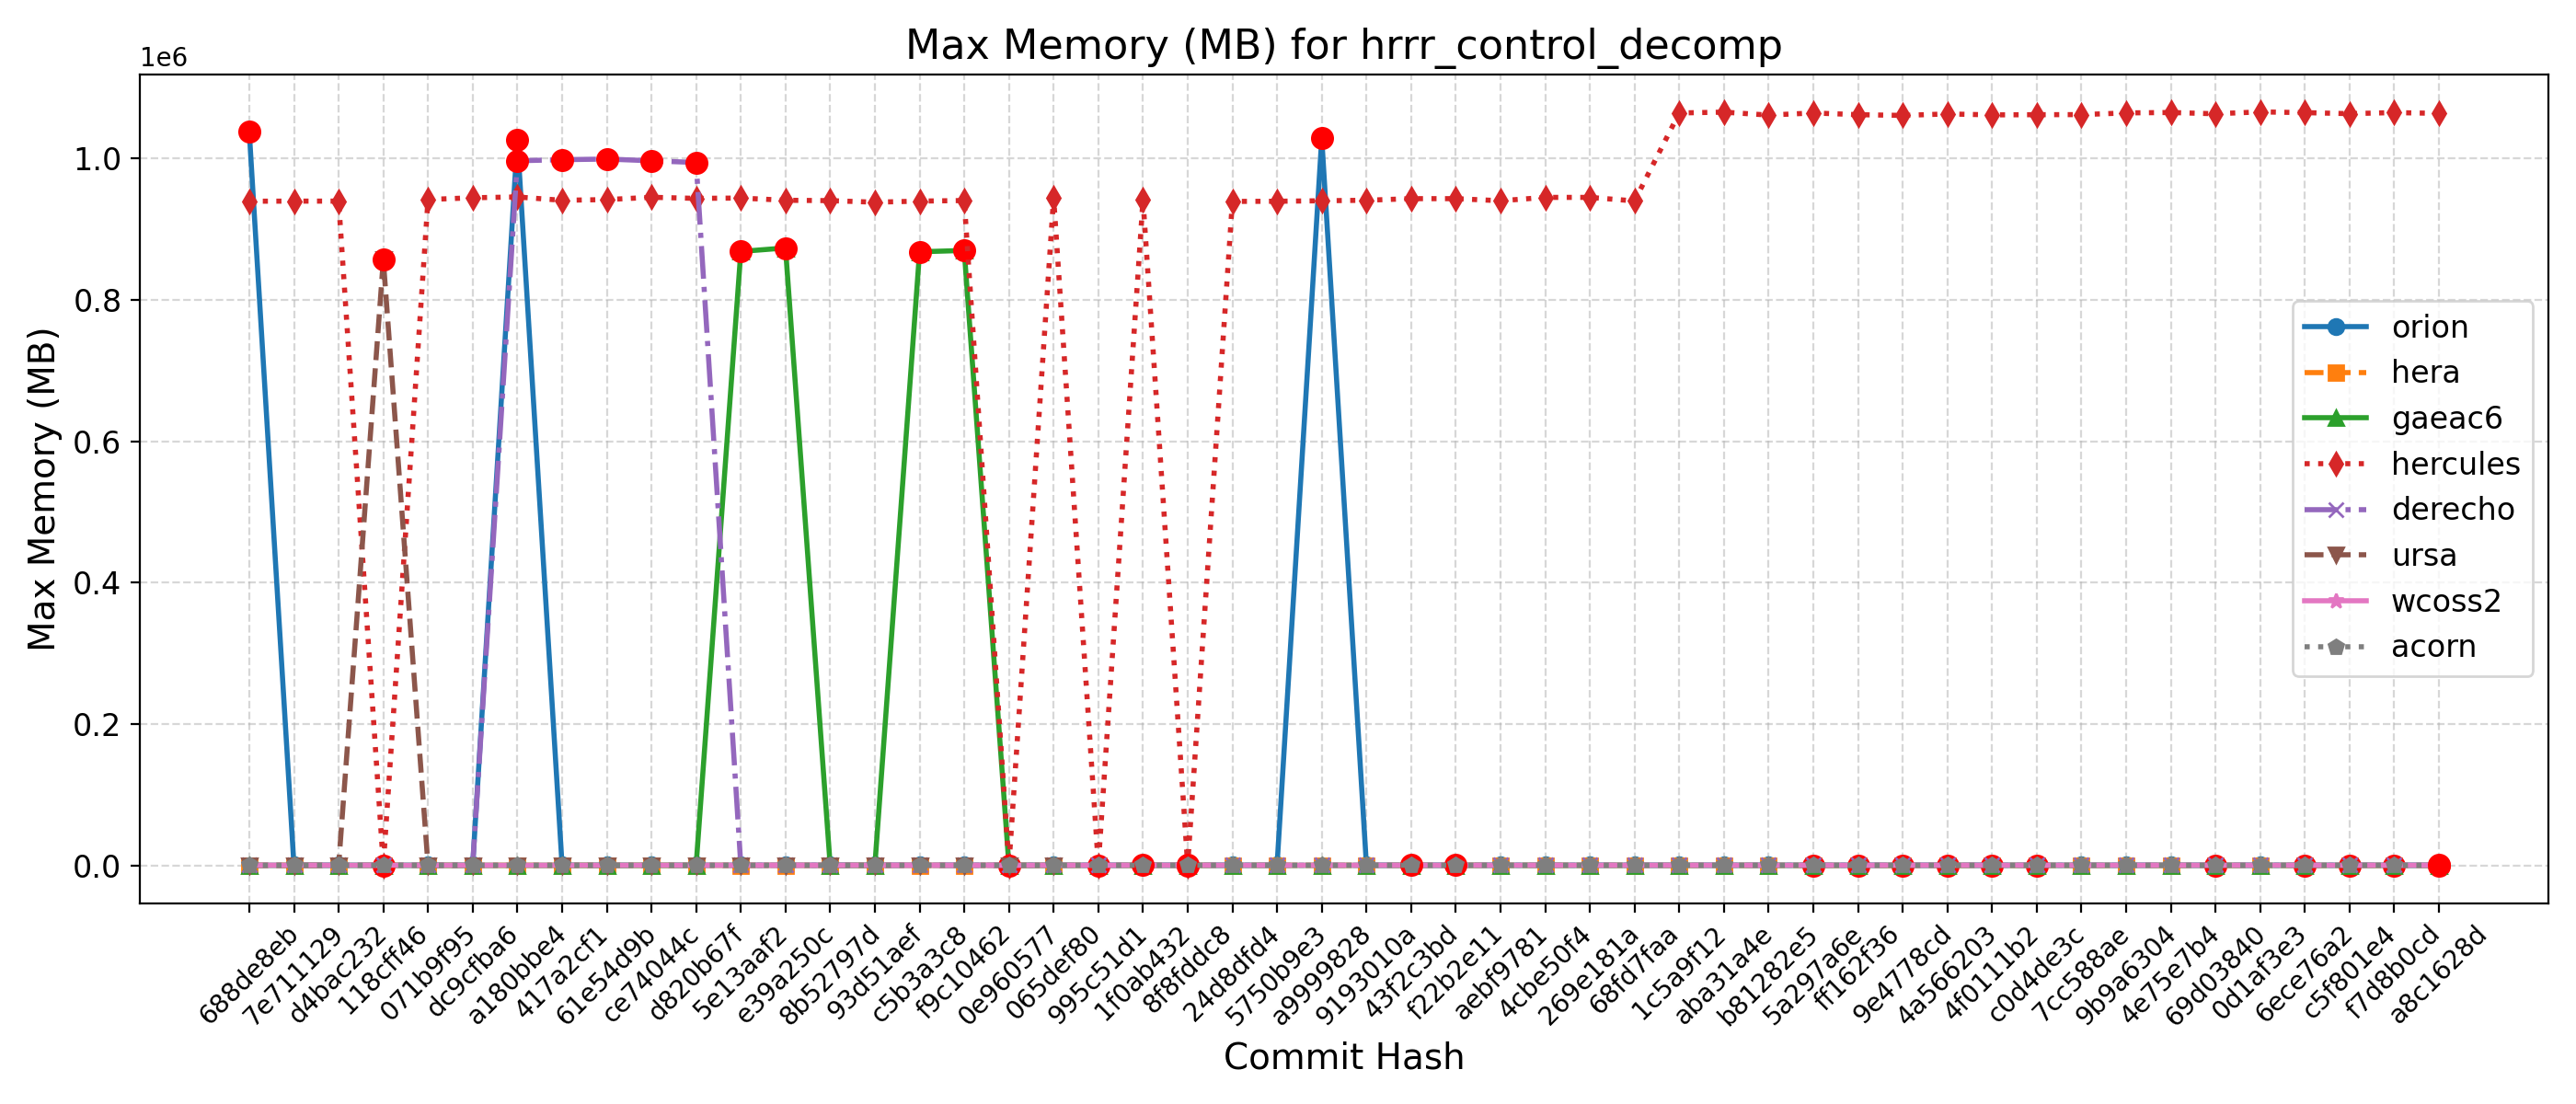 Max Memory (MB) for hrrr_control_decomp
1e6
1.0
0.8
0.6
0.4
0.2
0.0
Max Memory (MB)
orion
hera
gaeac6
hercules
derecho
ursa
wcoss2
acorn
688de8eb
7e711129
d4bac232
118cff46
071b9f95
dc9cfba6
a180bbe4
417a2cf1
61e54d9b
ce74044c
d820b67f
5e13aaf2
e39a250c
8b52797d
93d51aef
c5b3a3c8
f9c10462
0e960577
065def80
995c51d1
1f0ab432
8f8fddc8
24d8dfd4
5750b9e3
a9999828
9193010a
43f2c3bd
f22b2e11
aebf9781
4cbe50f4
269e181a
68fd7faa
1c5a9f12
aba31a4e
b81282e5
5a297a6e
ff162f36
9e4778cd
4a566203
4f0111b2
c0d4de3c
7cc588ae
9b9a6304
4e75e7b4
69d03840
0d1af3e3
6ece76a2
c5f801e4
f7d8b0cd
a8c1628d
Commit Hash